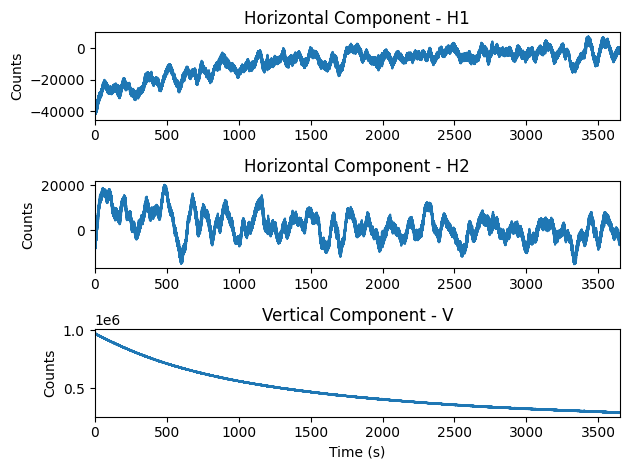 Horizontal Component - H1
Counts
0
−20000
−40000
0 500 1000 1500 2000 2500 3000 3500
Horizontal Component - H2
Counts
20000
0
0 500 1000 1500 2000 2500 3000 3500
Vertical Component - V
1e6
Counts
1.0
0.5
0 500 1000 1500 2000 2500 3000 3500
Time (s)